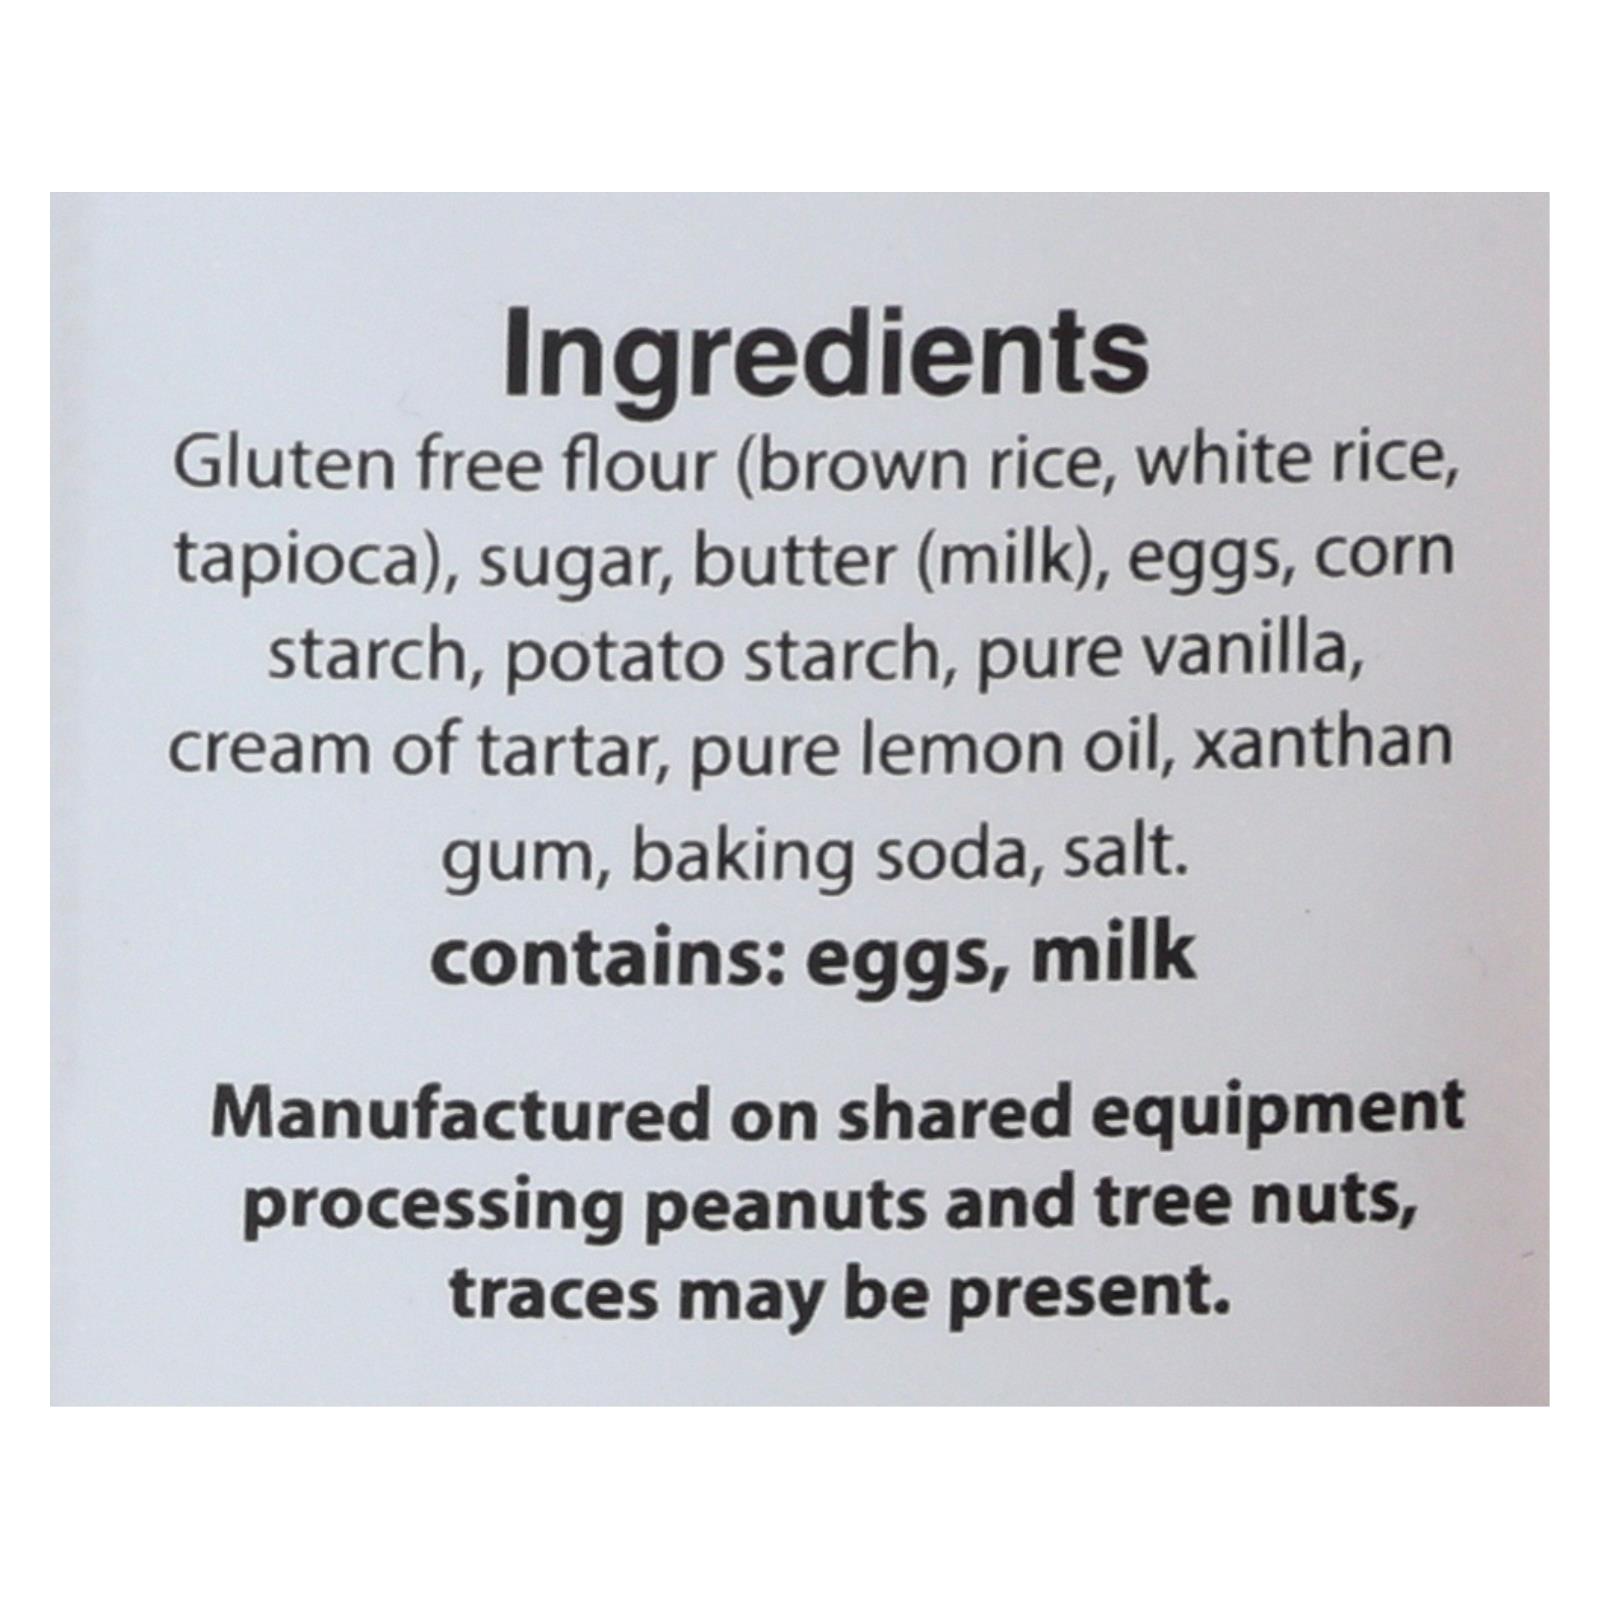 Ingredients
Gluten free flour (brown rice, white rice,
tapioca), sugar, butter (milk), eggs, corn
starch, potato starch, pure vanilla,
cream of tartar, pure lemon oil, xanthan
gum, baking soda, salt.
contains: eggs, milk
Manufactured on shared equipment
processing peanuts and tree nuts,
traces may be present.